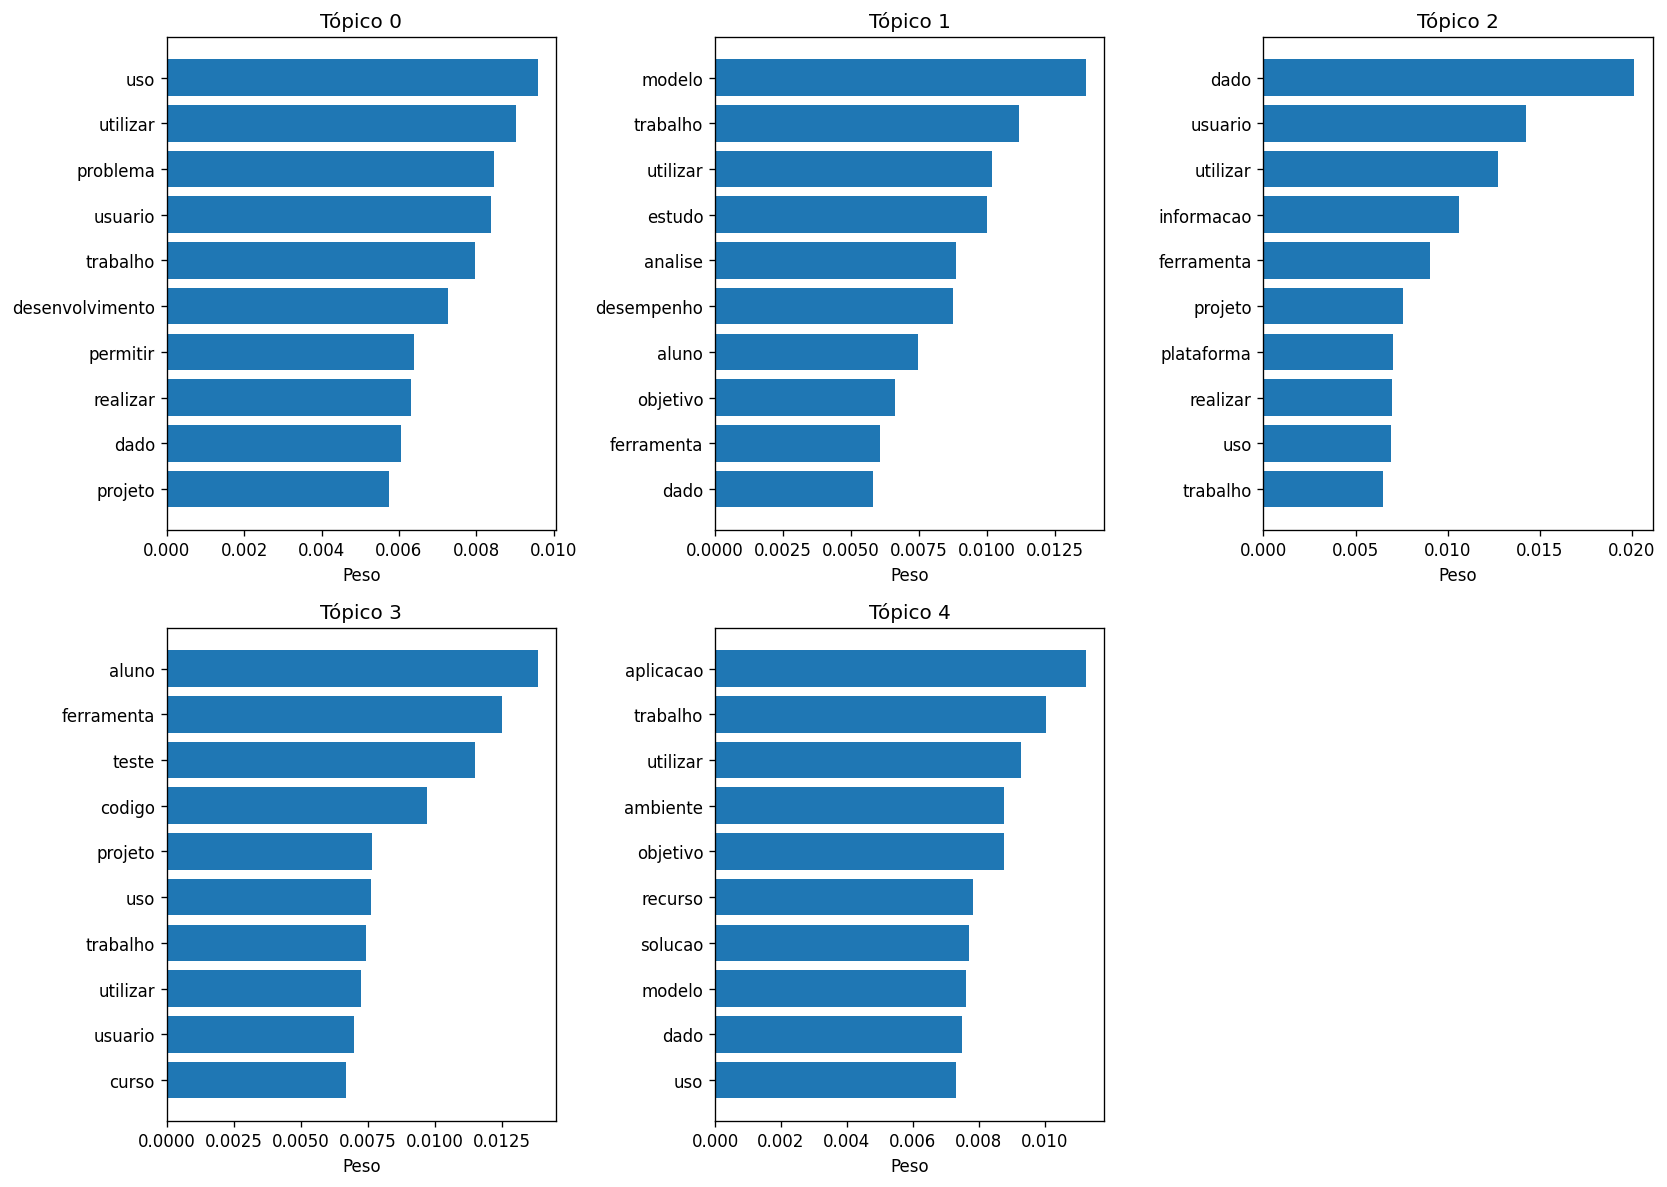 Tópico 0
uso
utilizar
problema
usuario
trabalho
desenvolvimento
permitir
realizar
dado
projeto
0.000 0.002 0.004 0.006 0.008 0.010
Peso
Tópico 1
modelo
trabalho
utilizar
estudo
analise
desempenho
aluno
objetivo
ferramenta
dado
0.0000 0.0025 0.0050 0.0075 0.0100 0.0125
Peso
Tópico 2
dado
usuario
utilizar
informacao
ferramenta
projeto
plataforma
realizar
uso
trabalho
0.000 0.005 0.010 0.015 0.020
Peso
Tópico 3
aluno
ferramenta
teste
codigo
projeto
uso
trabalho
utilizar
usuario
curso
0.0000 0.0025 0.0050 0.0075 0.0100 0.0125
Peso
Tópico 4
aplicacao
trabalho
utilizar
ambiente
objetivo
recurso
solucao
modelo
dado
uso
0.000 0.002 0.004 0.006 0.008 0.010
Peso